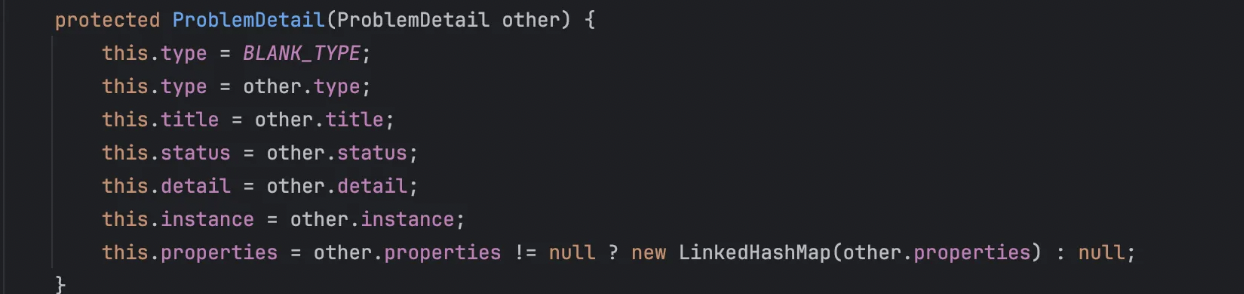 protected ProblemDetail(ProblemDetail other) {
this.type = BLANK_TYPE;
this.type = other.type;
this.title = other.title;
this.status = other.status;
this.detail = other.detail;
this.instance = other.instance;
this.properties = other.properties != null ? new LinkedHashMap(other.properties) : null;
}